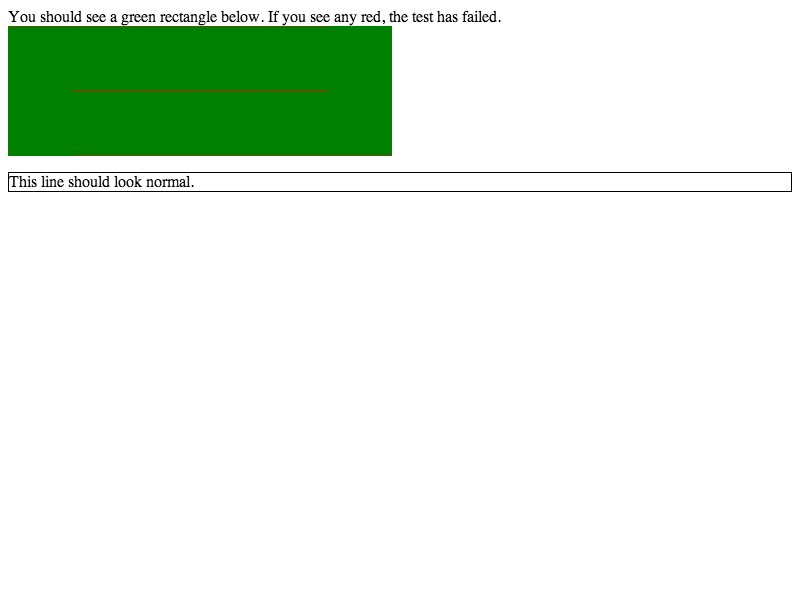 You should see a green rectangle below. If you see any red, the test has failed.
This line should look normal.